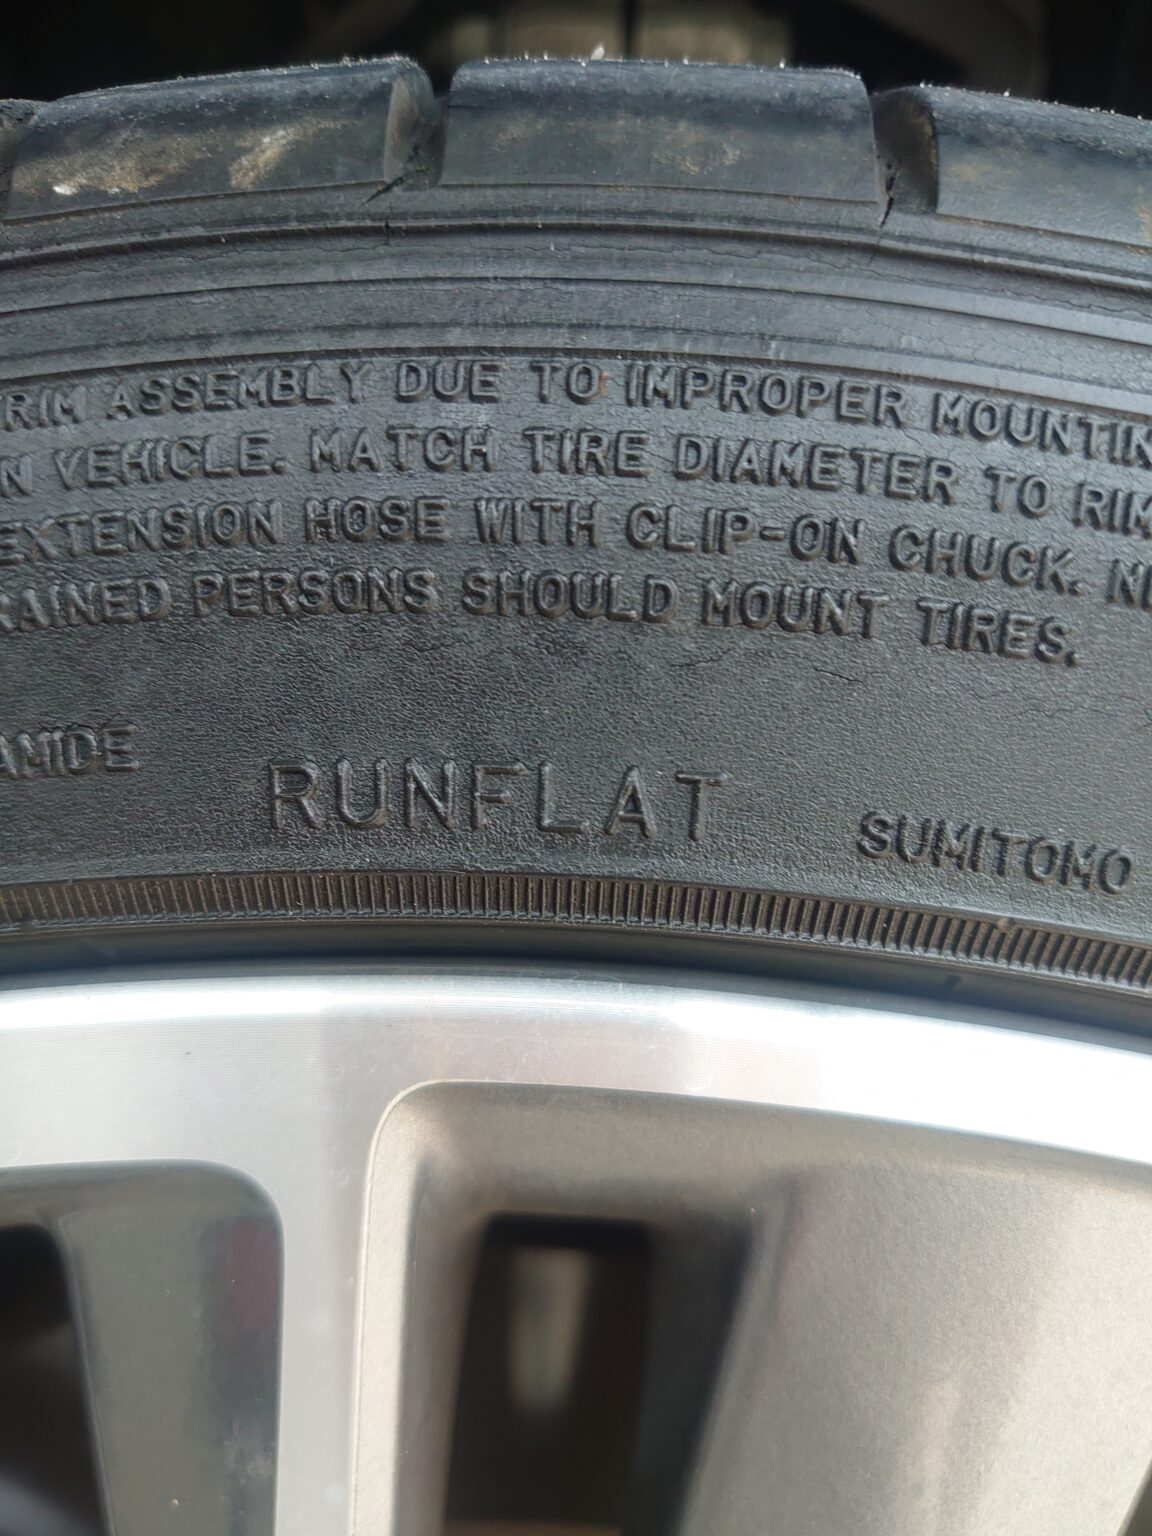 RIM ASSEMBLY DUE TO IMPROPER MOUNTIN
N VEHICLE. MATCH TIRE DIAMETER TO RIM
EXTENSION HOSE WITH CLIP-ON CHUCK. N
RAINED PERSONS SHOULD MOUNT TIRES.
AMIDE
RUNFLAT
SUMITOMO